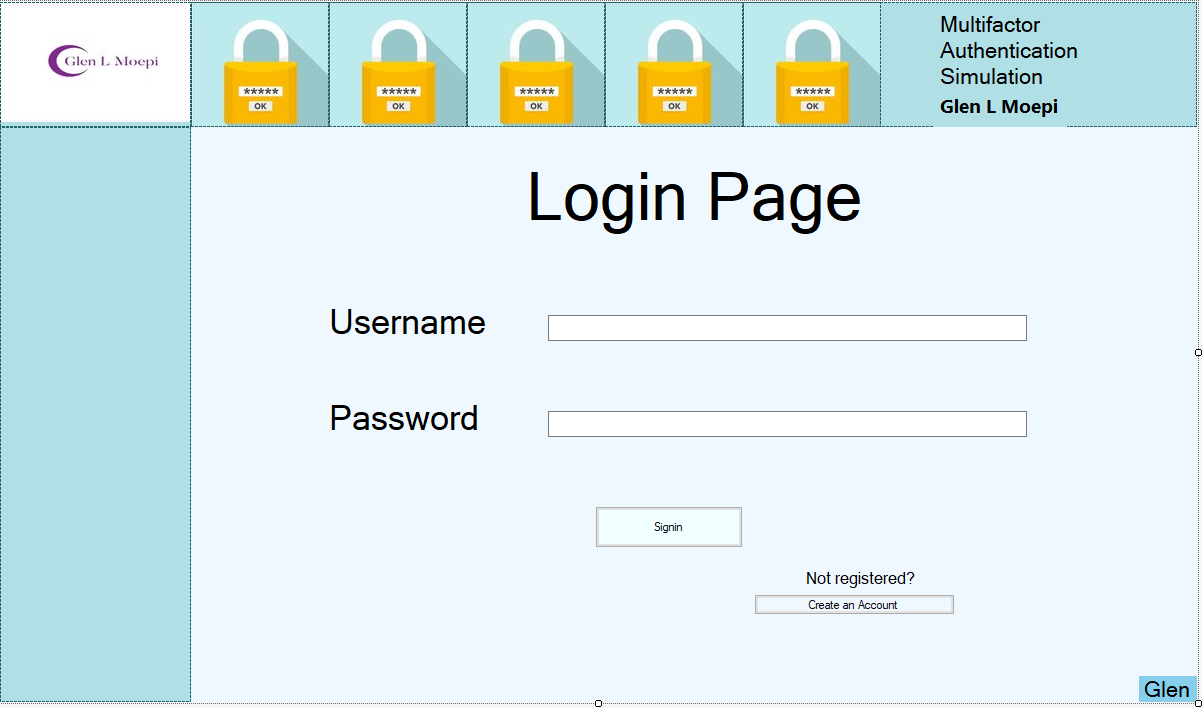 Glen L Moepi
***** ***** ***** ***** *****
OK OK OK OK OK
Multifactor
Authentication
Simulation
Glen L Moepi
Login Page
Username
Password
Signin
Not registered?
Create an Account
Glen